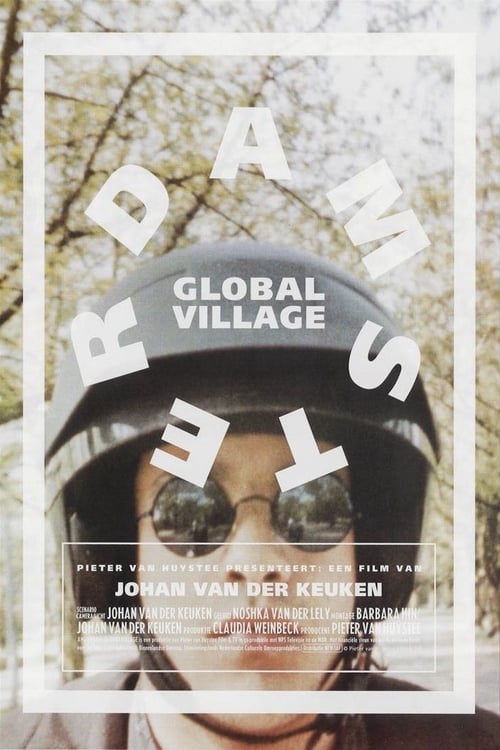 AMSTERDAM
GLOBAL
VILLAGE
PIETER VAN HUYSTEE PRESENTEERT: EEN FILM VAN
JOHAN VAN DER KEUKEN
SCENARIO
CAMERA/LICHT JOHAN VAN DER KEUKEN GELUID NOSHKA VAN DER LELY MONTAGE BARBARA HIN
JOHAN VAN DER KEUKEN PRODUKTIE CLAUDIA WEINBECK PRODUCENT PIETER VAN HUYSTEE